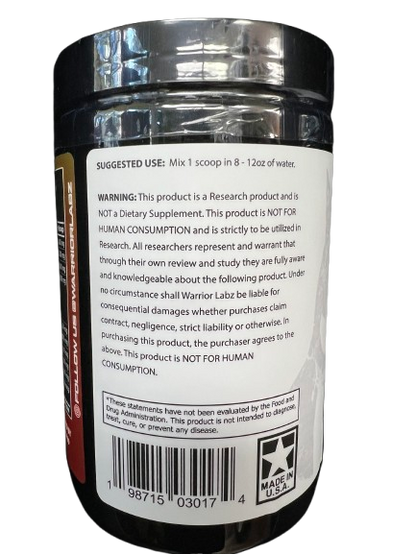 SUGGESTED USE: Mix 1 scoop in 8 - 12oz of water.
WARNING: This product is a Research product and is
NOT a Dietary Supplement. This product is NOT FOR
HUMAN CONSUMPTION and is strictly to be utilized in
Research. All researchers represent and warrant that
through their own review and study they are fully aware
and knowledgeable about the following product. Under
no circumstance shall Warrior Labz be liable for
consequential damages whether purchases claim
contract, negligence, strict liability or otherwise. In
purchasing this product, the purchaser agrees to the
above. This product is NOT FOR HUMAN
CONSUMPTION.
*These statements have not been evaluated by the Food and
Drug Administration. This product is not intended to diagnose,
treat, cure, or prevent any disease.
1 98715 03017 4
MADE IN
U.S.A.
FOLLOW US @WARRIORLABZ